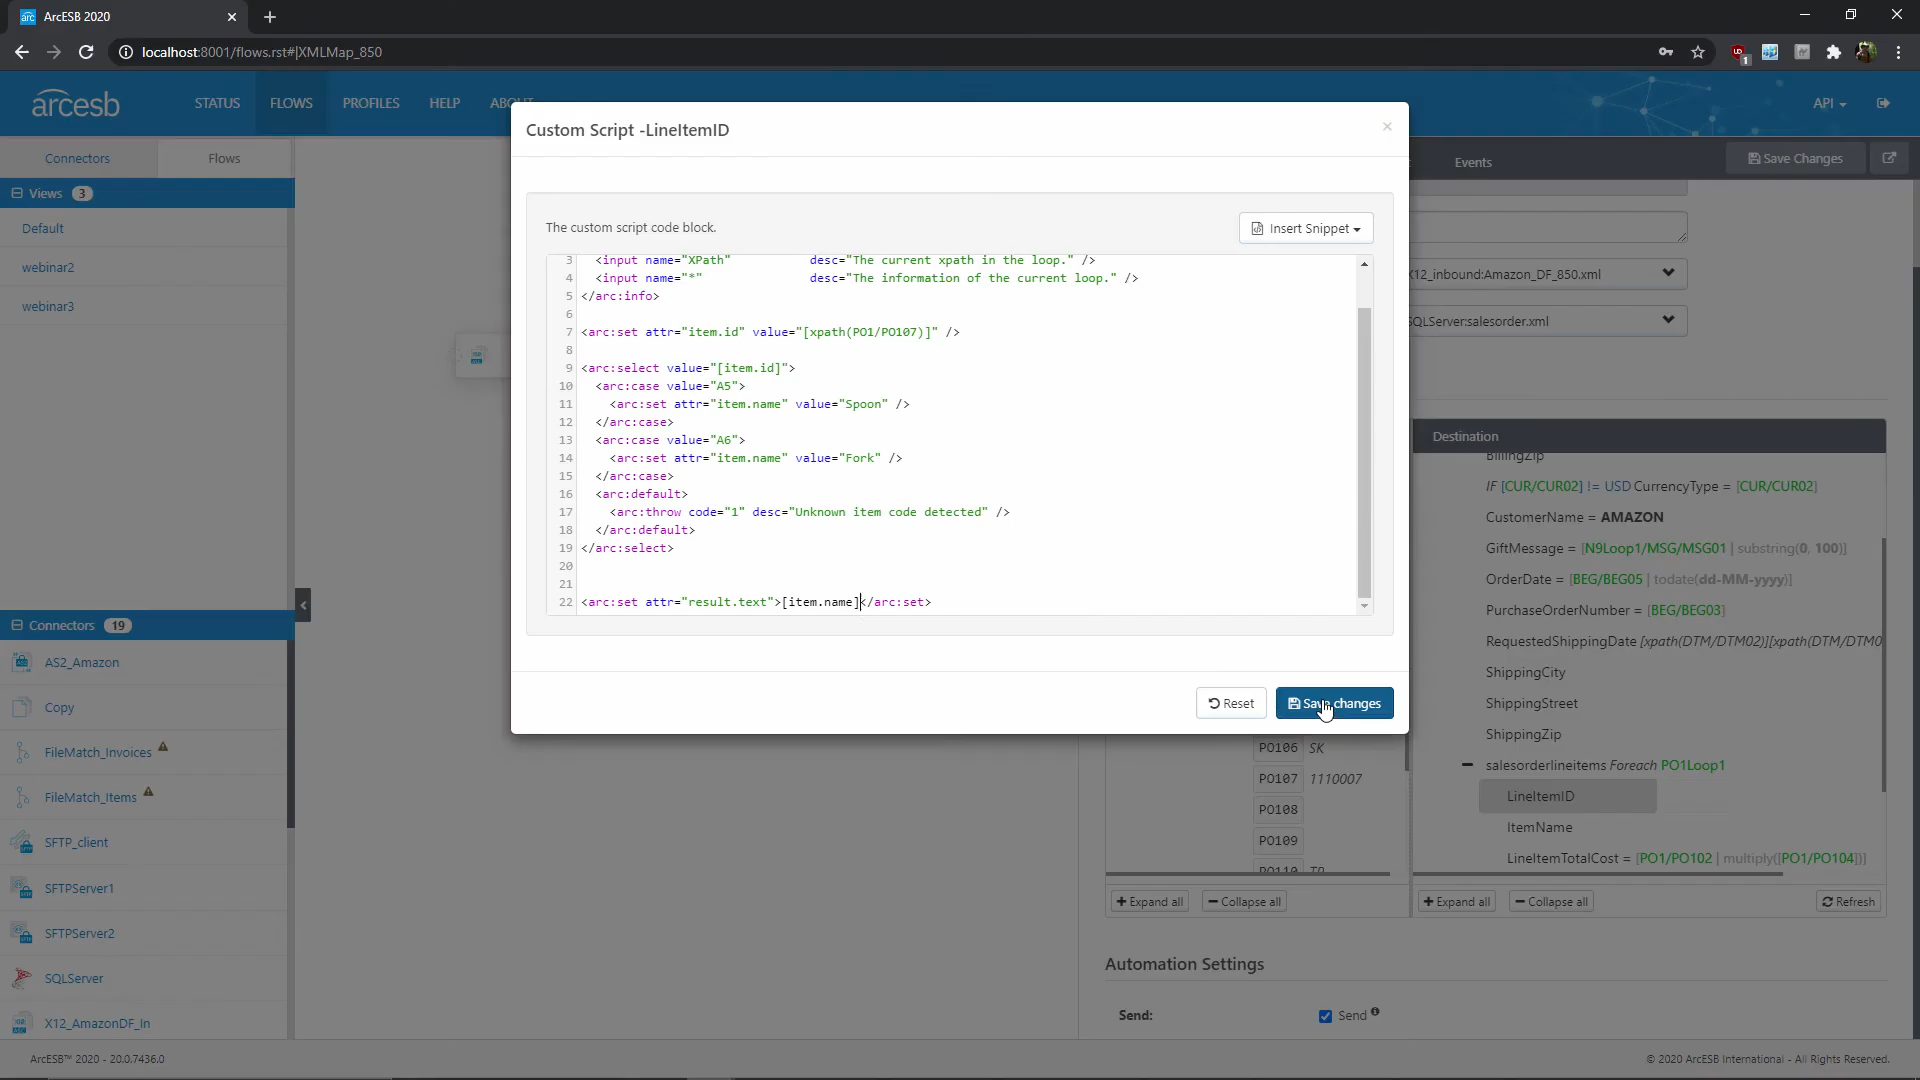 ArcESB 2020
localhost:8001/flows.rst#|XMLMap_850
1
arcesb
STATUS
FLOWS
PROFILES
HELP
ABOUT
API
Connectors
Flows
Views 3
Default
webinar2
webinar3
Connectors 19
AS2_Amazon
Copy
FileMatch_Invoices
FileMatch_Items
SFTP_client
SFTPServer1
SFTPServer2
SQLServer
X12_AmazonDF_In
Custom Script -LineItemID
×
The custom script code block.
Insert Snippet
3 <input name="XPath" desc="The current xpath in the loop." />
4 <input name="*" desc="The information of the current loop." />
5 </arc:info>
6
7 <arc:set attr="item.id" value="[xpath(PO1/PO107)]" />
8
9 <arc:select value="[item.id]">
10 <arc:case value="A5">
11 <arc:set attr="item.name" value="Spoon" />
12 </arc:case>
13 <arc:case value="A6">
14 <arc:set attr="item.name" value="Fork" />
15 </arc:case>
16 <arc:default>
17 <arc:throw code="1" desc="Unknown item code detected" />
18 </arc:default>
19 </arc:select>
20
21
22 <arc:set attr="result.text">[item.name]</arc:set>
Reset
Save changes
Events
Save Changes
X12_inbound:Amazon_DF_850.xml
SQLServer:salesorder.xml
Destination
BillingZip
IF [CUR/CUR02] != USD CurrencyType = [CUR/CUR02]
CustomerName = AMAZON
GiftMessage = [N9Loop1/MSG/MSG01 | substring(0, 100)]
OrderDate = [BEG/BEG05 | todate(dd-MM-yyyy)]
PurchaseOrderNumber = [BEG/BEG03]
RequestedShippingDate [xpath(DTM/DTM02)][xpath(DTM/DTM0
ShippingCity
ShippingStreet
ShippingZip
salesorderlineitems Foreach PO1Loop1
LineItemID
ItemName
LineItemTotalCost = [PO1/PO102 | multiply([PO1/PO104])]
PO106 SK
PO107 1110007
PO108
PO109
PO110 TP
Expand all
Collapse all
Expand all
Collapse all
Refresh
Automation Settings
Send:
Send
ArcESB™ 2020 - 20.0.7436.0
© 2020 ArcESB International - All Rights Reserved.